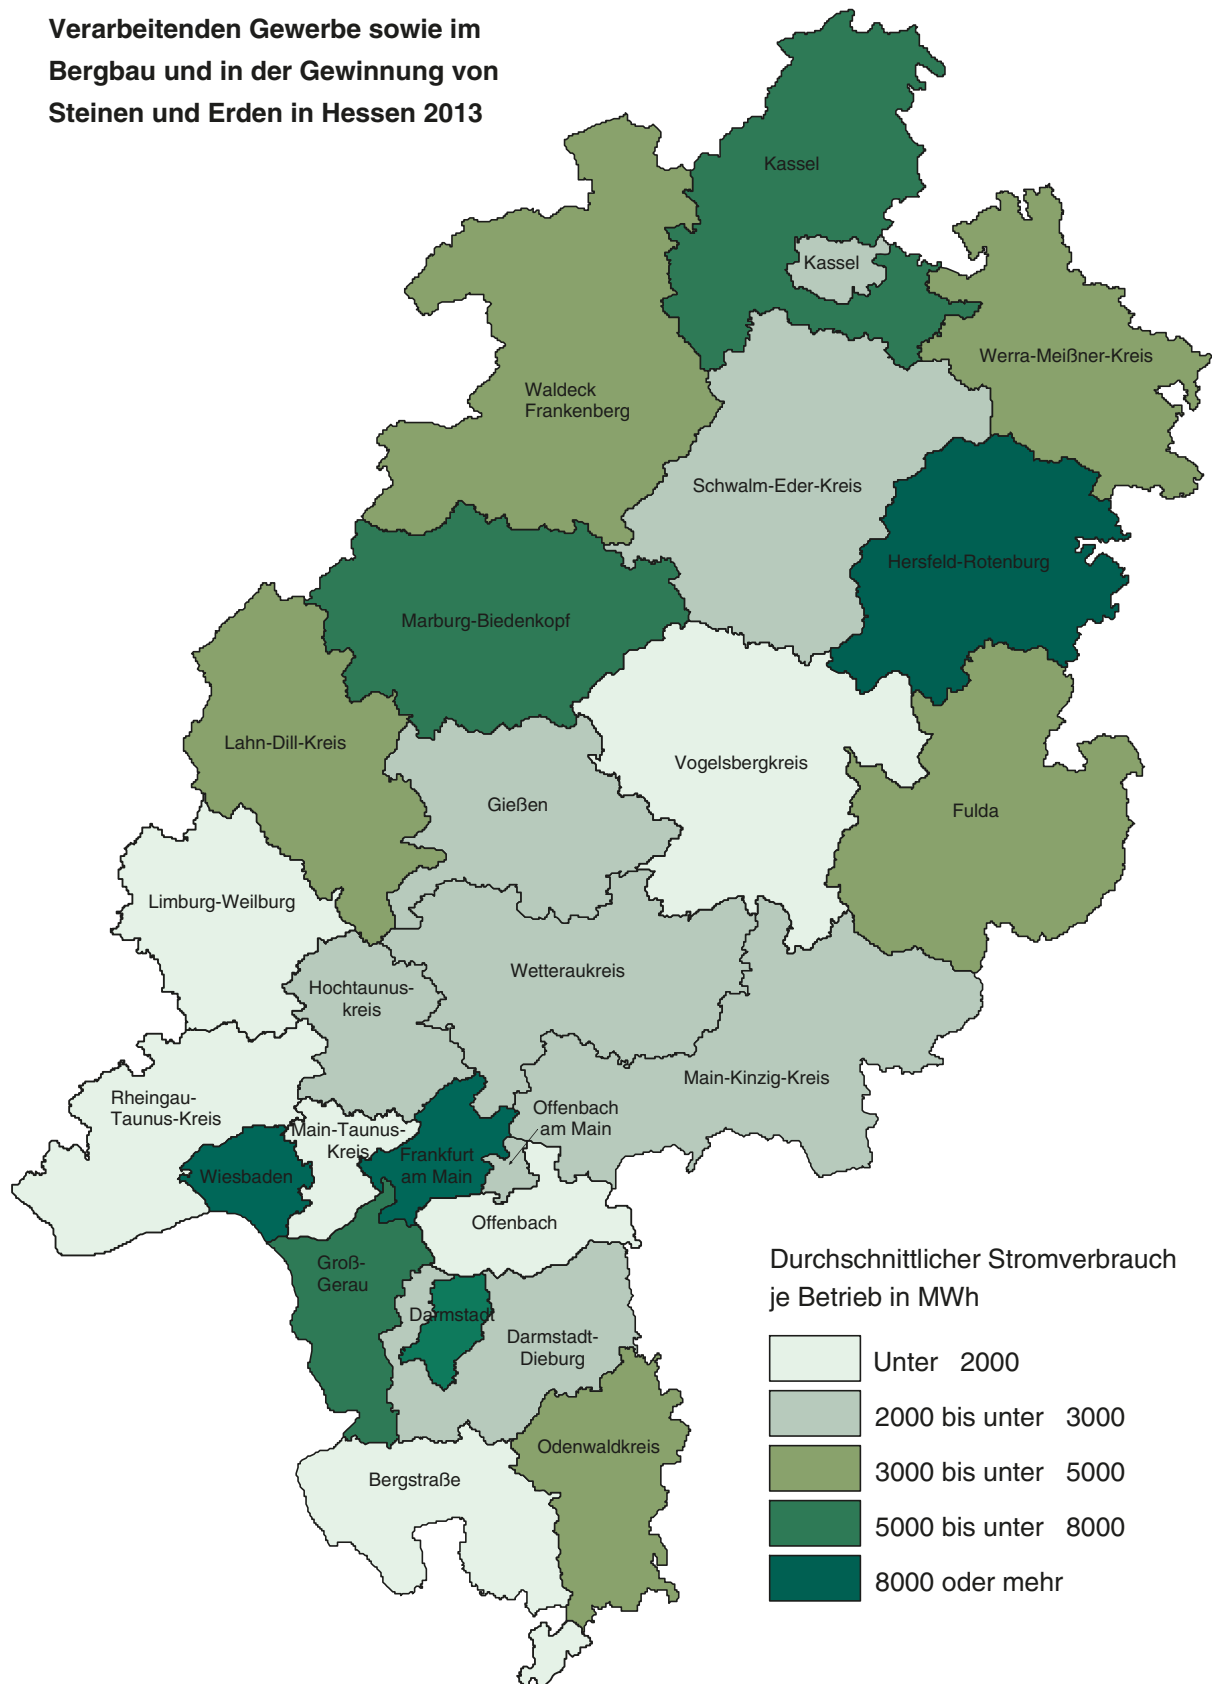 Verarbeitenden Gewerbe sowie im
Bergbau und in der Gewinnung von
Steinen und Erden in Hessen 2013
Kassel
Kassel
Werra-Meißner-Kreis
Waldeck
Frankenberg
Schwalm-Eder-Kreis
Hersfeld-Rotenburg
Marburg-Biedenkopf
Lahn-Dill-Kreis
Vogelsbergkreis
Gießen
Fulda
Limburg-Weilburg
Wetteraukreis
Hochtaunus-
kreis
Main-Kinzig-Kreis
Rheingau-
Taunus-Kreis
Offenbach
am Main
Main-Taunus-
Kreis
Frankfurt
am Main
Wiesbaden
Offenbach
Groß-
Gerau
Darmstadt
Darmstadt-
Dieburg
Odenwaldkreis
Bergstraße
Durchschnittlicher Stromverbrauch
je Betrieb in MWh
Unter 2000
2000 bis unter 3000
3000 bis unter 5000
5000 bis unter 8000
8000 oder mehr